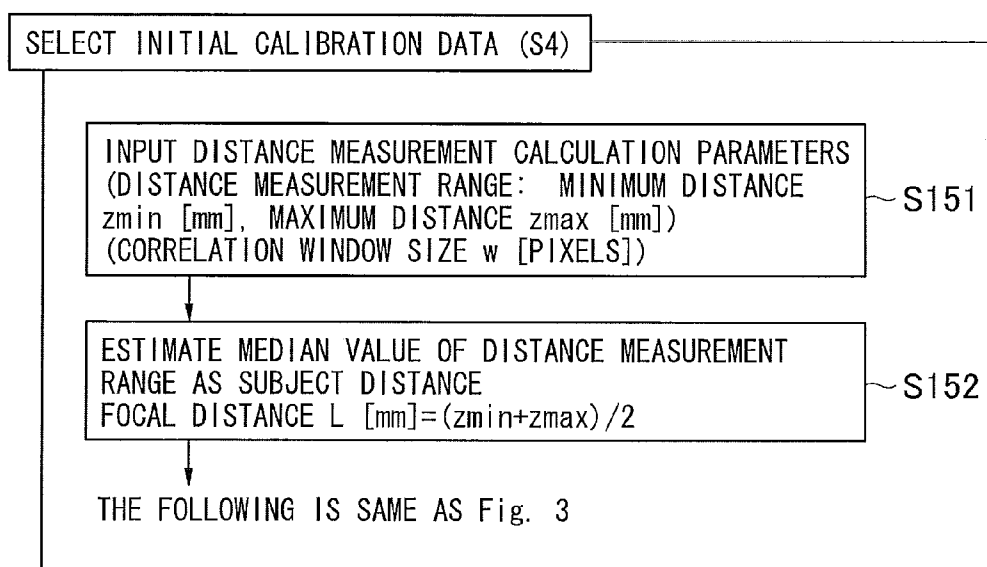 SELECT INITIAL CALIBRATION DATA (S4)
INPUT DISTANCE MEASUREMENT CALCULATION PARAMETERS
(DISTANCE MEASUREMENT RANGE: MINIMUM DISTANCE
zmin [mm], MAXIMUM DISTANCE zmax [mm])
(CORRELATION WINDOW SIZE w [PIXELS])
S151
ESTIMATE MEDIAN VALUE OF DISTANCE MEASUREMENT
RANGE AS SUBJECT DISTANCE
FOCAL DISTANCE L [mm]=(zmin+zmax)/2
S152
THE FOLLOWING IS SAME AS Fig. 3